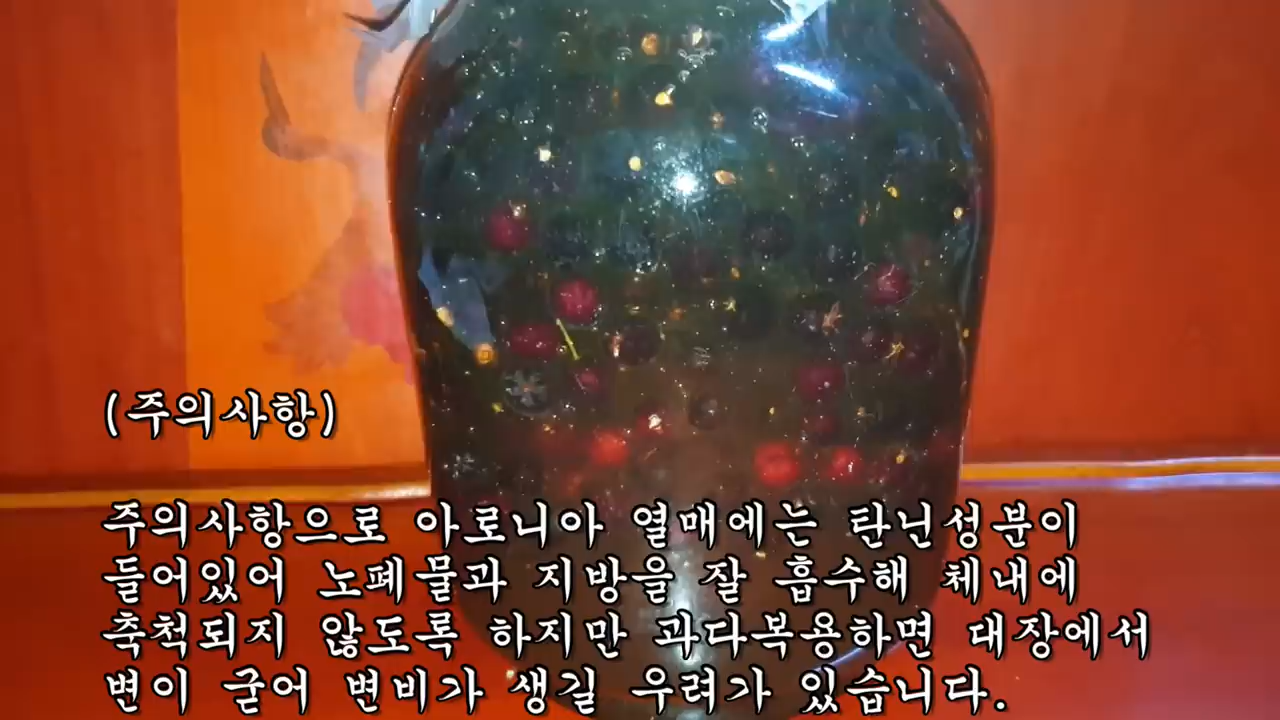 (주의사항)
주의사항으로 아로니아 열매에는 탄닌성분이
들어있어 노폐물과 지방을 잘 흡수해 체내에
축척되지 않도록 하지만 과다복용하면 대장에서
변이 굳어 변비가 생길 우려가 있습니다.